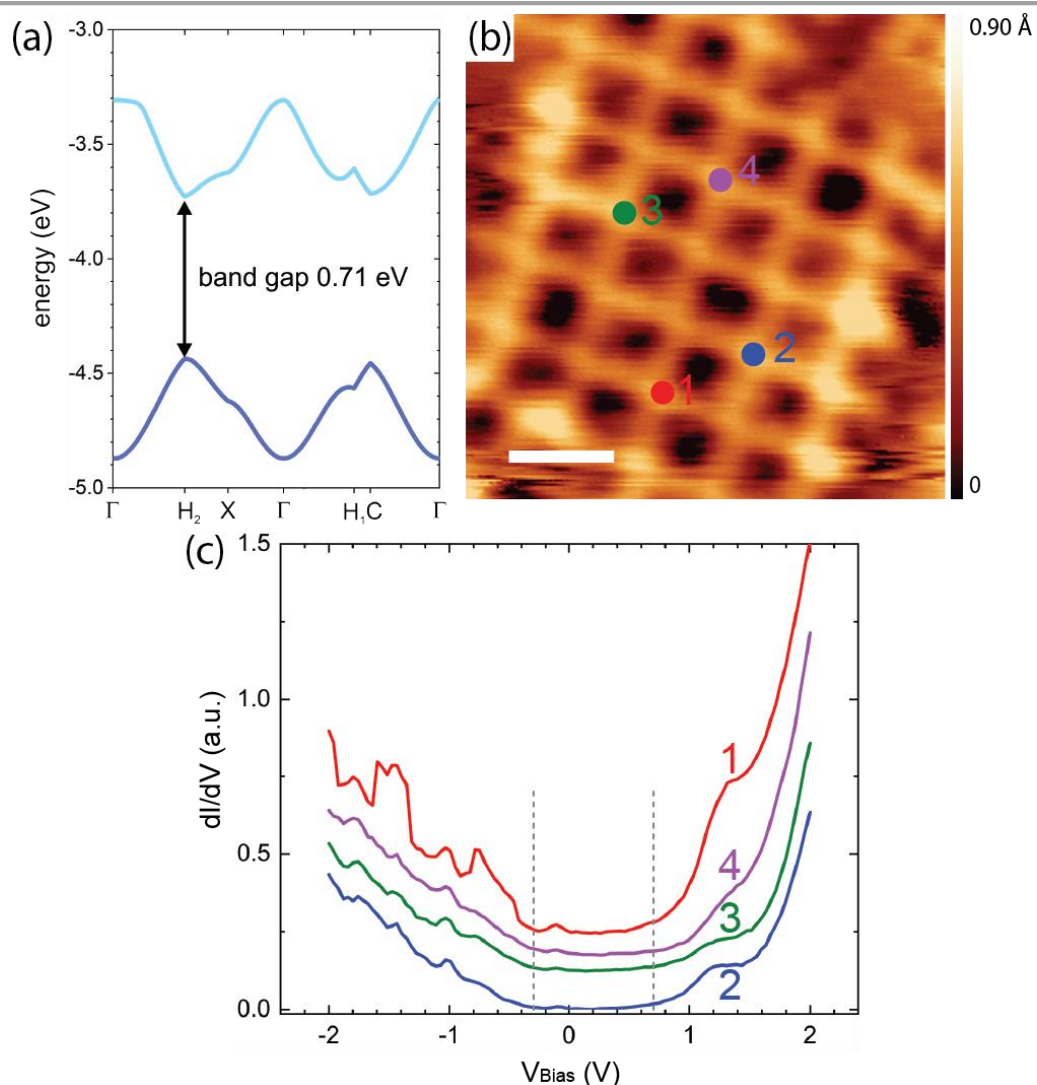 (a)
-3.0
-3.5
-4.0
-4.5
-5.0
energy (eV)
band gap 0.71 eV
Γ H₂ X Γ H₁ C Γ
(b)
0.90 Å
4
3
2
1
0
(c)
1.5
1.0
0.5
0.0
dI/dV (a.u.)
1
4
3
2
-2 -1 0 1 2
VBias (V)